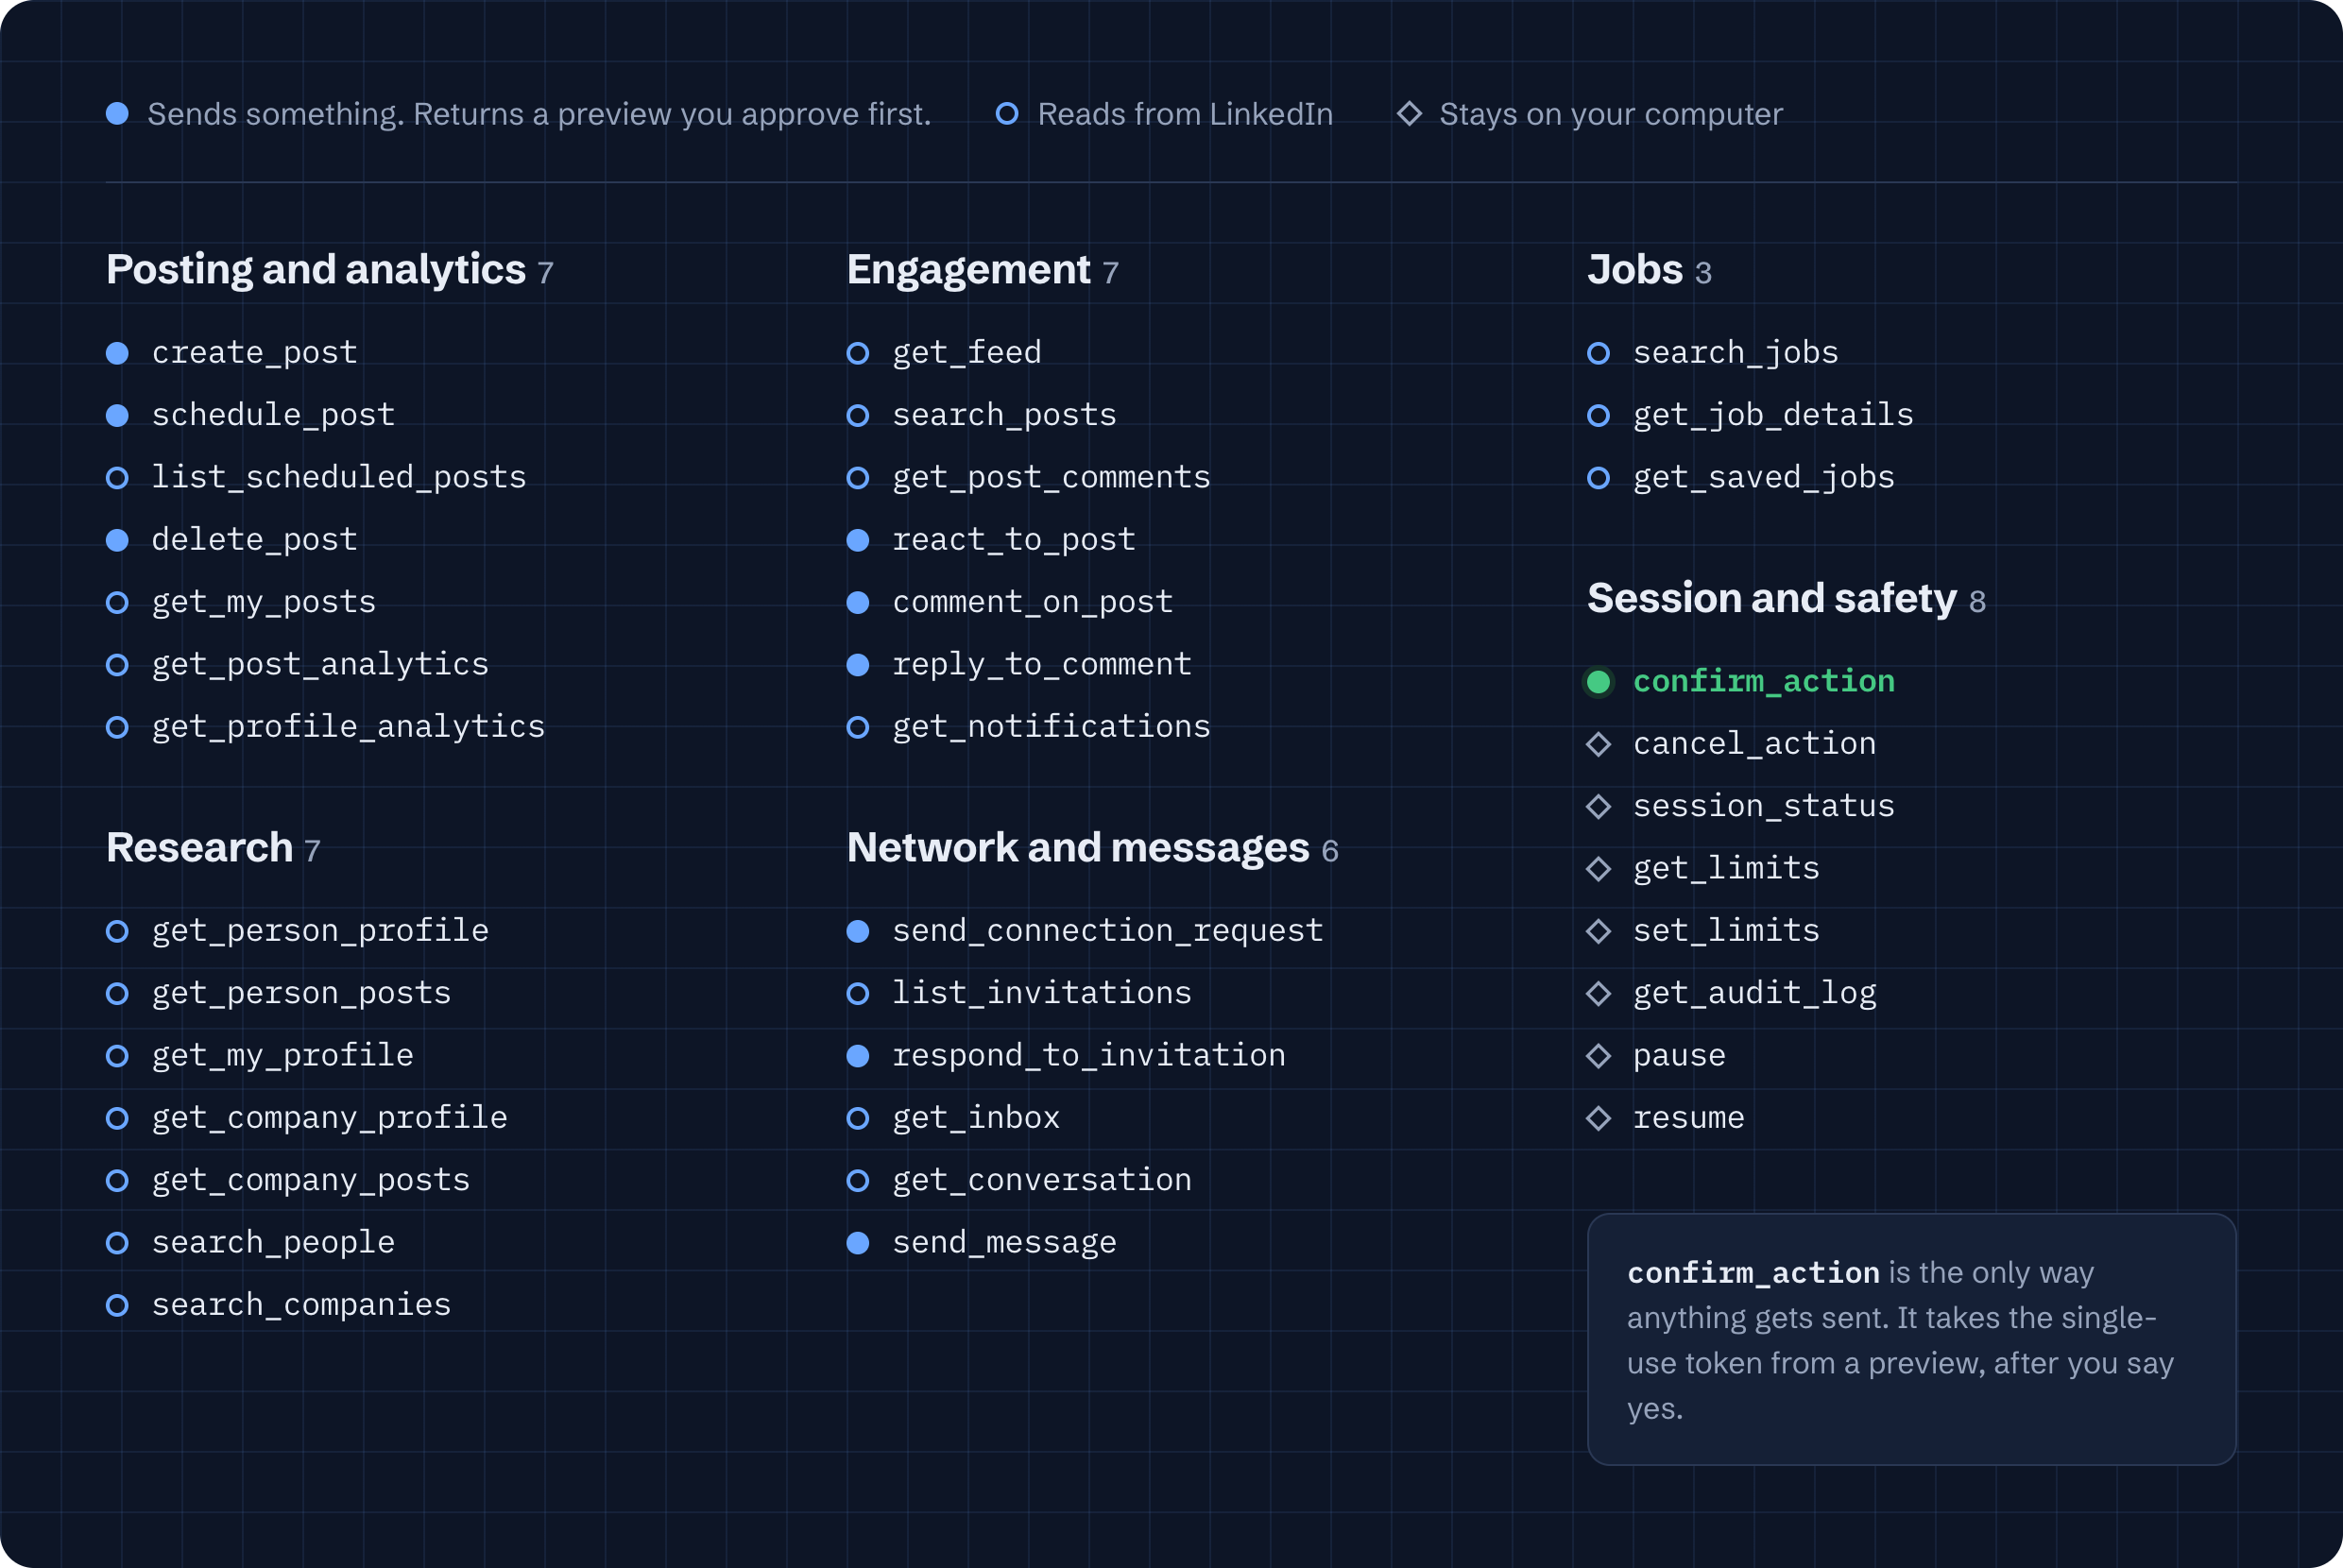 Sends something. Returns a preview you approve first.
Reads from LinkedIn
Stays on your computer
Posting and analytics 7
create_post
schedule_post
list_scheduled_posts
delete_post
get_my_posts
get_post_analytics
get_profile_analytics
Research 7
get_person_profile
get_person_posts
get_my_profile
get_company_profile
get_company_posts
search_people
search_companies
Engagement 7
get_feed
search_posts
get_post_comments
react_to_post
comment_on_post
reply_to_comment
get_notifications
Network and messages 6
send_connection_request
list_invitations
respond_to_invitation
get_inbox
get_conversation
send_message
Jobs 3
search_jobs
get_job_details
get_saved_jobs
Session and safety 8
confirm_action
cancel_action
session_status
get_limits
set_limits
get_audit_log
pause
resume
confirm_action is the only way
anything gets sent. It takes the single-
use token from a preview, after you say
yes.